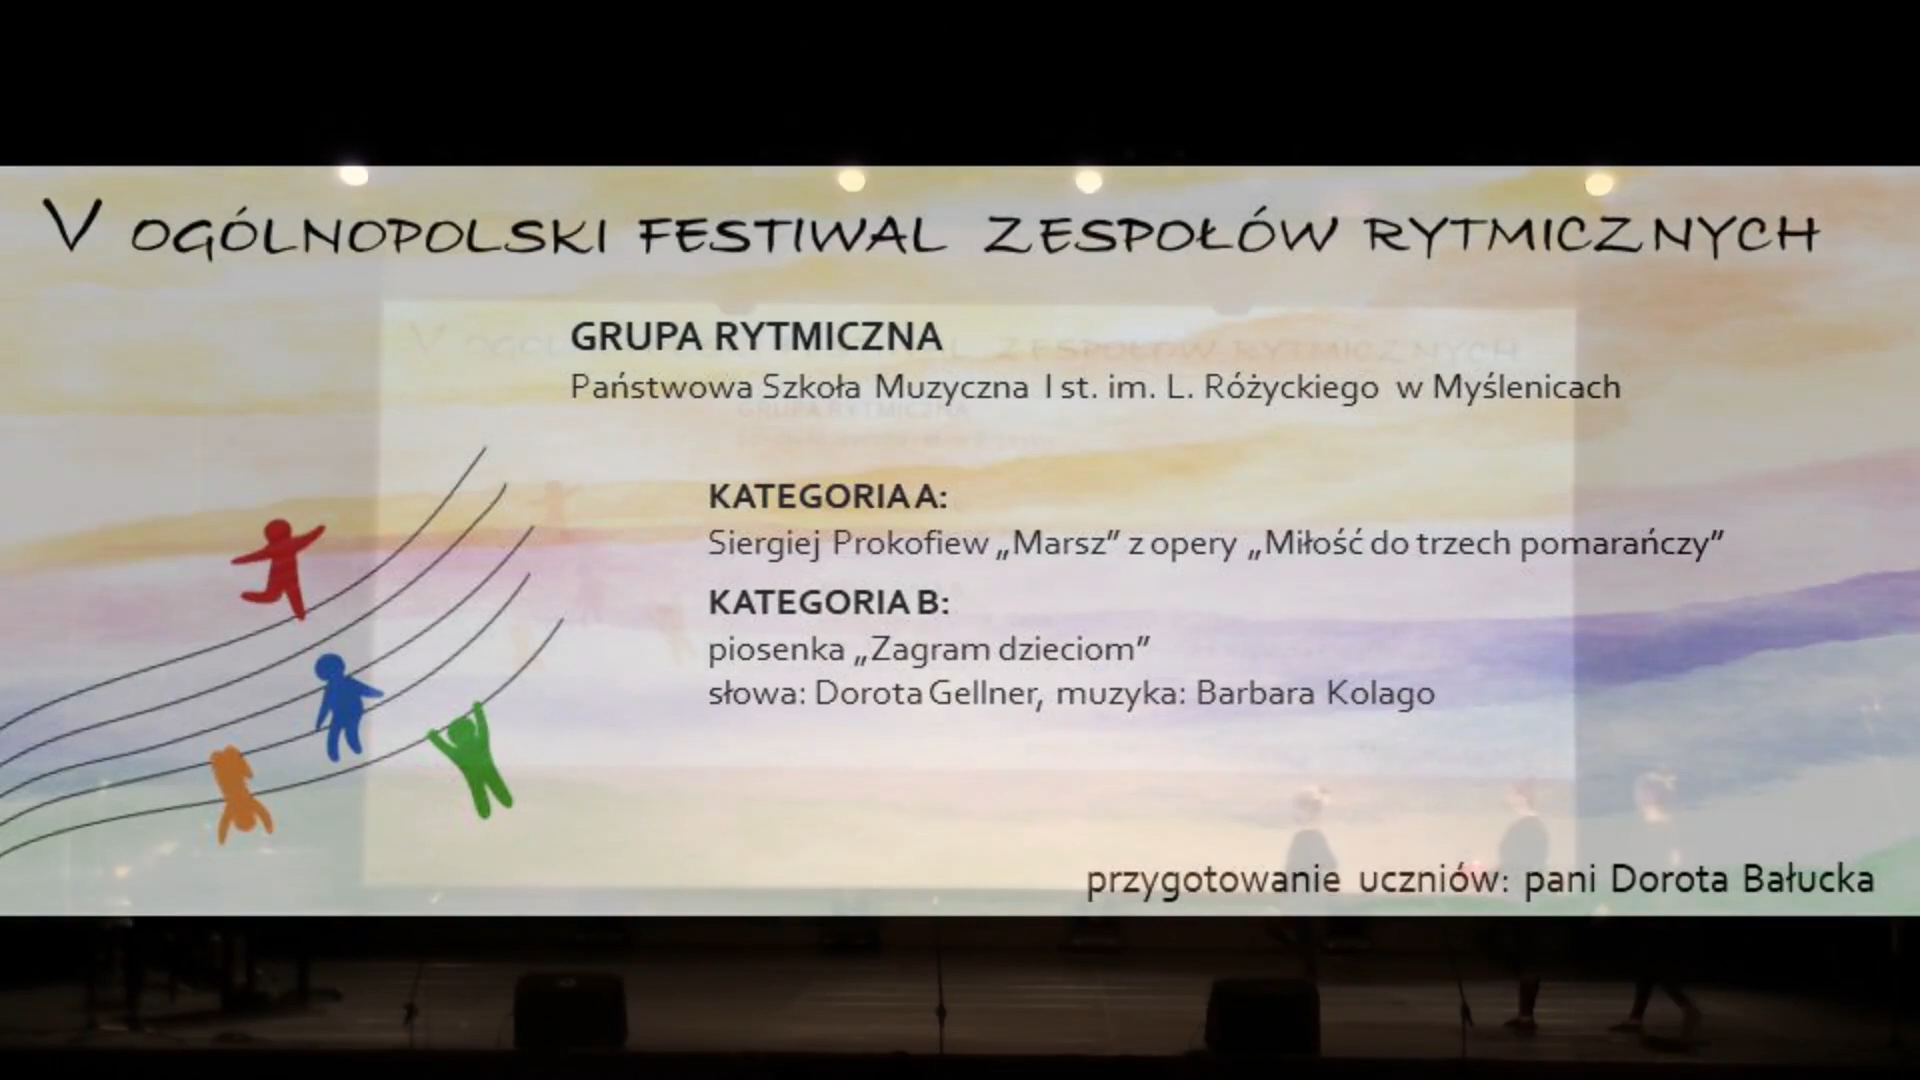 V OGÓLNOPOLSKI FESTIWAL ZESPOŁÓW RYTMICZNYCH
GRUPA RYTMICZNA
Państwowa Szkoła Muzyczna I st. im. L. Różyckiego w Myślenicach
KATEGORIA A:
Siergiej Prokofiew „Marsz” z opery „Miłość do trzech pomarańczy”
KATEGORIA B:
piosenka „Zagram dzieciom”
słowa: Dorota Gellner, muzyka: Barbara Kolago
przygotowanie uczniów: pani Dorota Bałucka